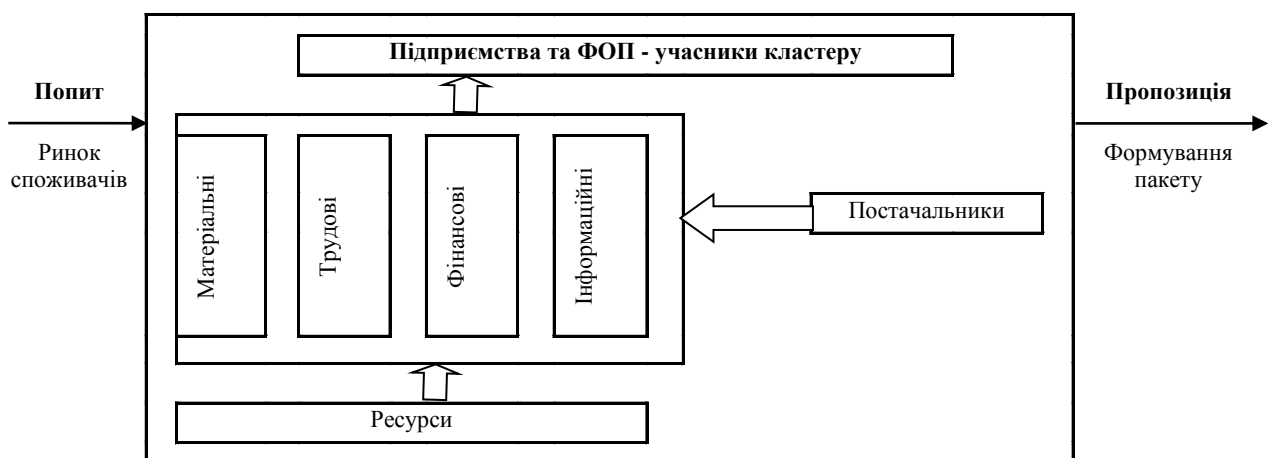 Підприємства та ФОП - учасники кластеру
Попит
Ринок
споживачів
Матеріальні
Трудові
Фінансові
Інформаційні
Постачальники
Ресурси
Пропозиція
Формування
пакету